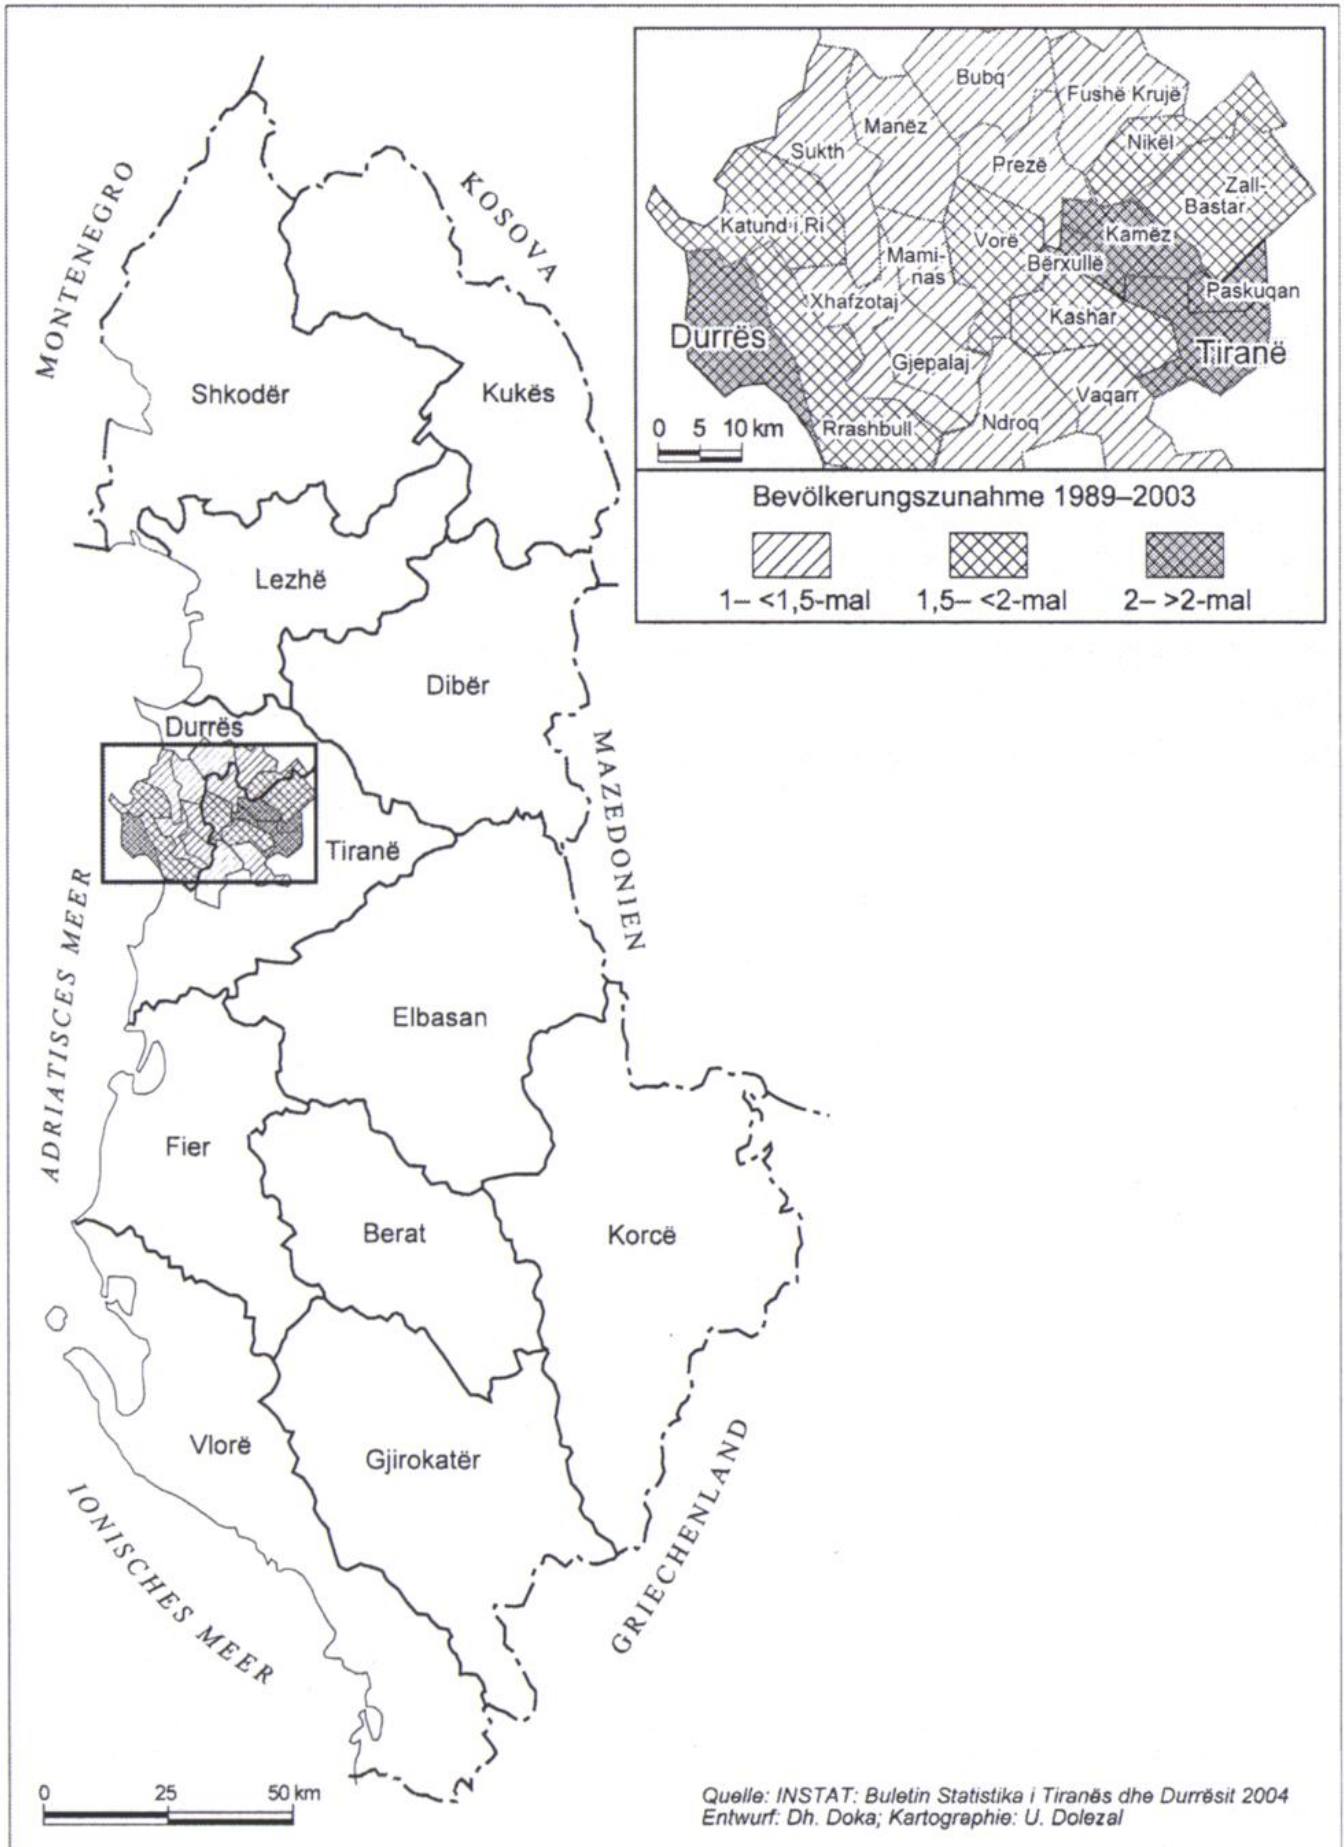 MONTENEGRO
KOSOVA
Shkodër
Kukës
Lezhë
Dibër
Durrës
Tiranë
MAZEDONIEN
ADRIATISCES MEER
Elbasan
Fier
Berat
Korcë
Vlorë
Gjirokatër
IONISCHES MEER
GRIECHENLAND
0 25 50 km
Bubq
Fushë Krujë
Manëz
Nikël
Sukth
Prezë
Zall-
Bastar
Katund i Ri
Vorë
Kamëz
Mami-
nas
Bërxullë
Xhafzotaj
Paskuqan
Kashar
Durrës
Tiranë
Gjepalaj
Vaqarr
Rrashbull
Ndroq
0 5 10 km
Bevölkerungszunahme 1989–2003
1– <1,5-mal 1,5– <2-mal 2– >2-mal
Quelle: INSTAT: Buletin Statistika i Tiranës dhe Durrësit 2004
Entwurf: Dh. Doka; Kartographie: U. Dolezal